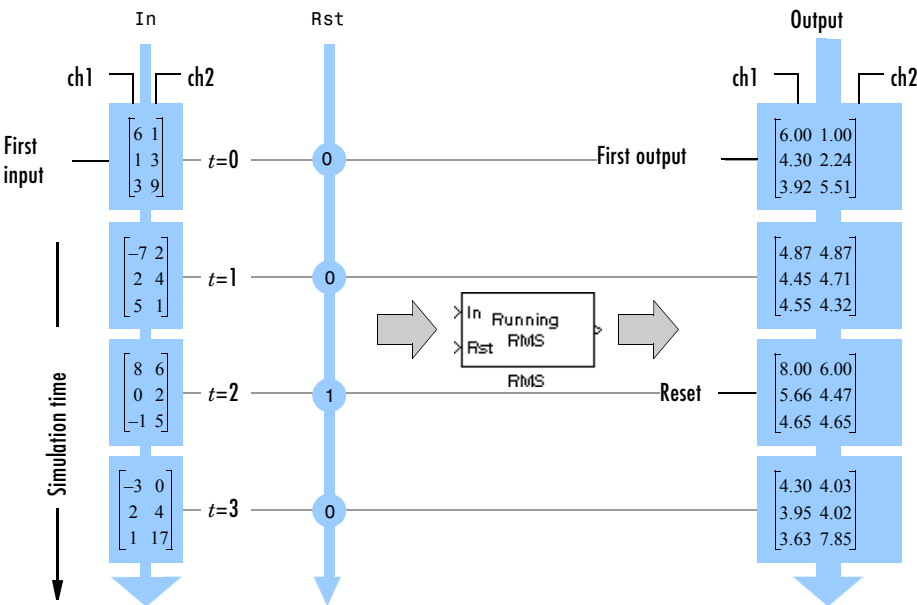 In Rst Output
ch1 ch2 ch1 ch2
First input
6 1
1 3
3 9
t=0
0
First output
6.00 1.00
4.30 2.24
3.92 5.51
−7 2
2 4
5 1
t=1
0
4.87 4.87
4.45 4.71
4.55 4.32
In Running
Rst RMS
RMS
Simulation time
8 6
0 2
−1 5
t=2
1
Reset
8.00 6.00
5.66 4.47
4.65 4.65
−3 0
2 4
1 17
t=3
0
4.30 4.03
3.95 4.02
3.63 7.85